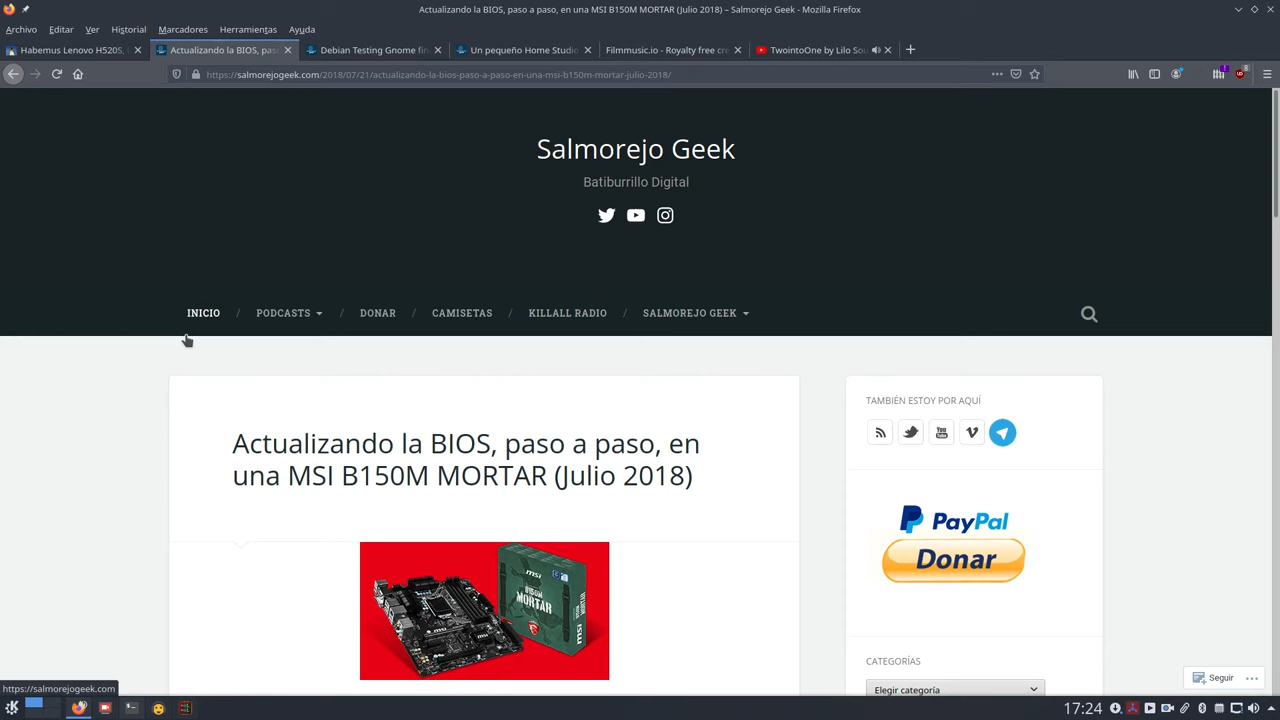 Actualizando la BIOS, paso a paso, en una MSI B150M MORTAR (Julio 2018) – Salmorejo Geek - Mozilla Firefox
Archivo Editar Ver Historial Marcadores Herramientas Ayuda
Habemus Lenovo H520S,
Actualizando la BIOS, pas
Debian Testing Gnome fin
Un pequeño Home Studio
Filmmusic.io - Royalty free cre
TwointoOne by Lilo Sou
https://salmorejogeek.com/2018/07/21/actualizando-la-bios-paso-a-paso-en-una-msi-b150m-mortar-julio-2018/
Salmorejo Geek
Batiburrillo Digital
INICIO / PODCASTS / DONAR / CAMISETAS / KILLALL RADIO / SALMOREJO GEEK
Actualizando la BIOS, paso a paso, en
una MSI B150M MORTAR (Julio 2018)
msi
B150M
MORTAR
TAMBIÉN ESTOY POR AQUÍ
PayPal
Donar
CATEGORÍAS
Elegir categoría
Seguir
https://salmorejogeek.com
17:24